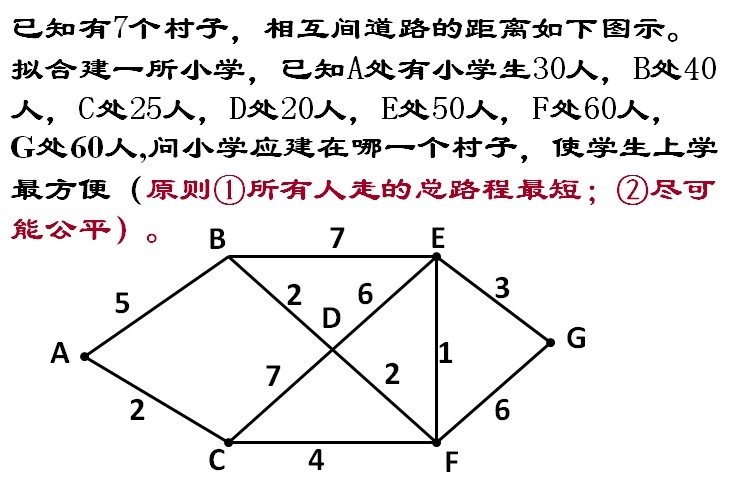 已知有7个村子，相互间道路的距离如下图示。
拟合建一所小学，已知A处有小学生30人，B处40
人，C处25人，D处20人，E处50人，F处60人，
G处60人,问小学应建在哪一个村子，使学生上学
最方便（原则①所有人走的总路程最短；②尽可
能公平）。
B 7 E
5 2 6 3
D
A 1 G
7 2
2 6
C 4 F